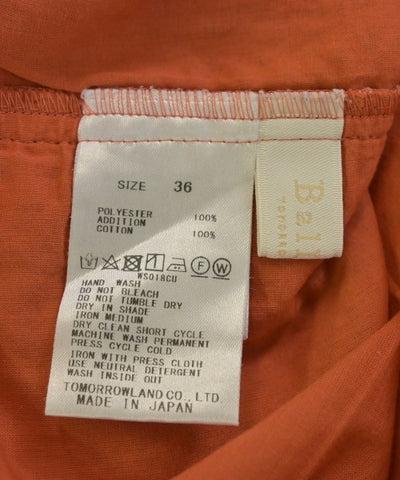 SIZE 36
POLYESTER 100%
ADDITION
COTTON 100%
W5018CU
HAND WASH
DO NOT BLEACH
DO NOT TUMBLE DRY
DRY IN SHADE
IRON MEDIUM
DRY CLEAN SHORT CYCLE
MACHINE WASH PERMANENT
PRESS CYCLE COLD
IRON WITH PRESS CLOTH
USE NEUTRAL DETERGENT
WASH INSIDE OUT
TOMORROWLAND CO., LTD.
MADE IN JAPAN